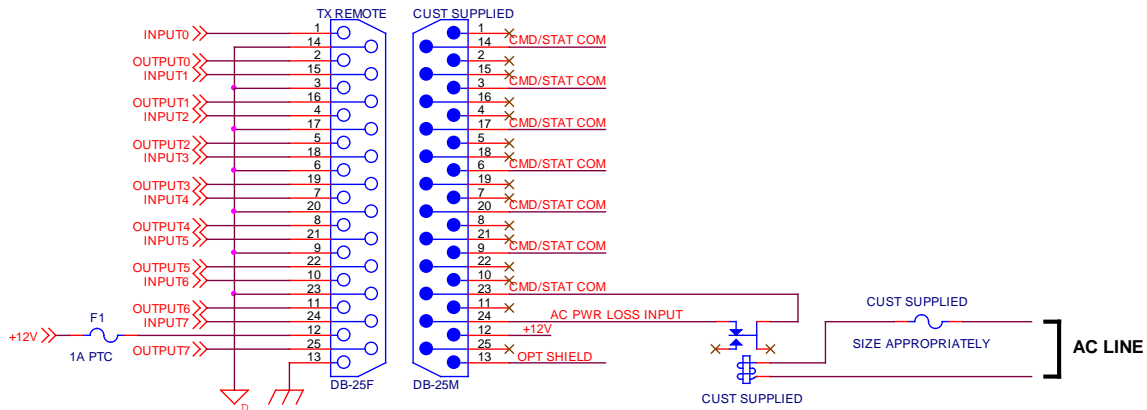 TX REMOTE CUST SUPPLIED
INPUT0 1 1
14 14 CMD/STAT COM
OUTPUT0 2 2
INPUT1 15 15
3 3 CMD/STAT COM
OUTPUT1 16 16
INPUT2 4 4
17 17 CMD/STAT COM
OUTPUT2 5 5
INPUT3 18 18
6 6 CMD/STAT COM
OUTPUT3 19 19
INPUT4 7 7
20 20 CMD/STAT COM
OUTPUT4 8 8
INPUT5 21 21
9 9 CMD/STAT COM
OUTPUT5 22 22
INPUT6 10 10
23 23 CMD/STAT COM
OUTPUT6 11 11
INPUT7 24 24 AC PWR LOSS INPUT
+12V F1 12 12 +12V
1A PTC
OUTPUT7 25 25
13 13 OPT SHIELD
DB-25F DB-25M
D
CUST SUPPLIED
SIZE APPROPRIATELY
AC LINE
CUST SUPPLIED